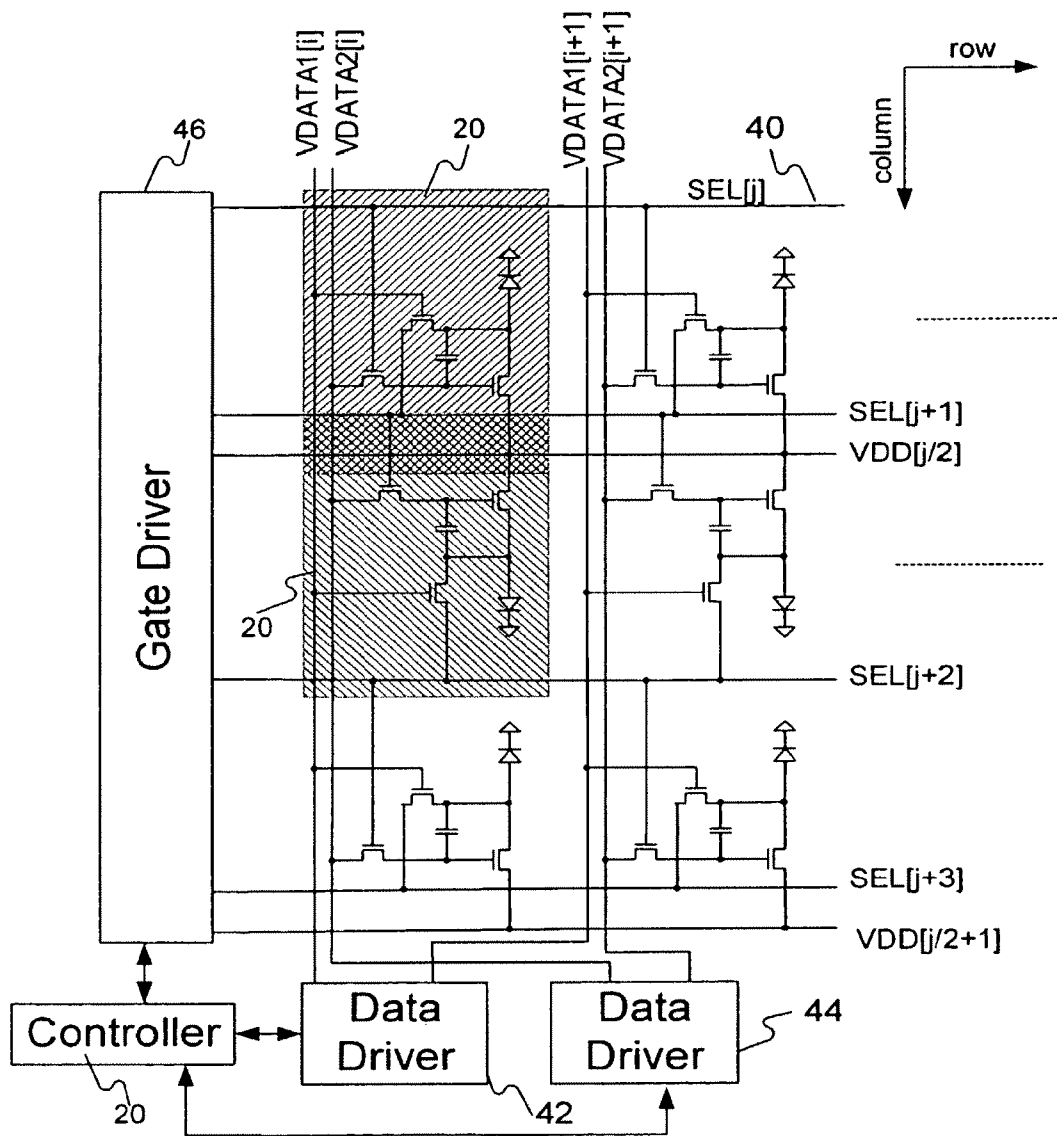 VDATA1[i]
VDATA2[i]
VDATA1[i+1]
VDATA2[i+1]
row
column
46
20
40
SEL[j]
SEL[j+1]
VDD[j/2]
Gate Driver
20
SEL[j+2]
SEL[j+3]
VDD[j/2+1]
Controller
Data
Driver
Data
Driver
44
20
42